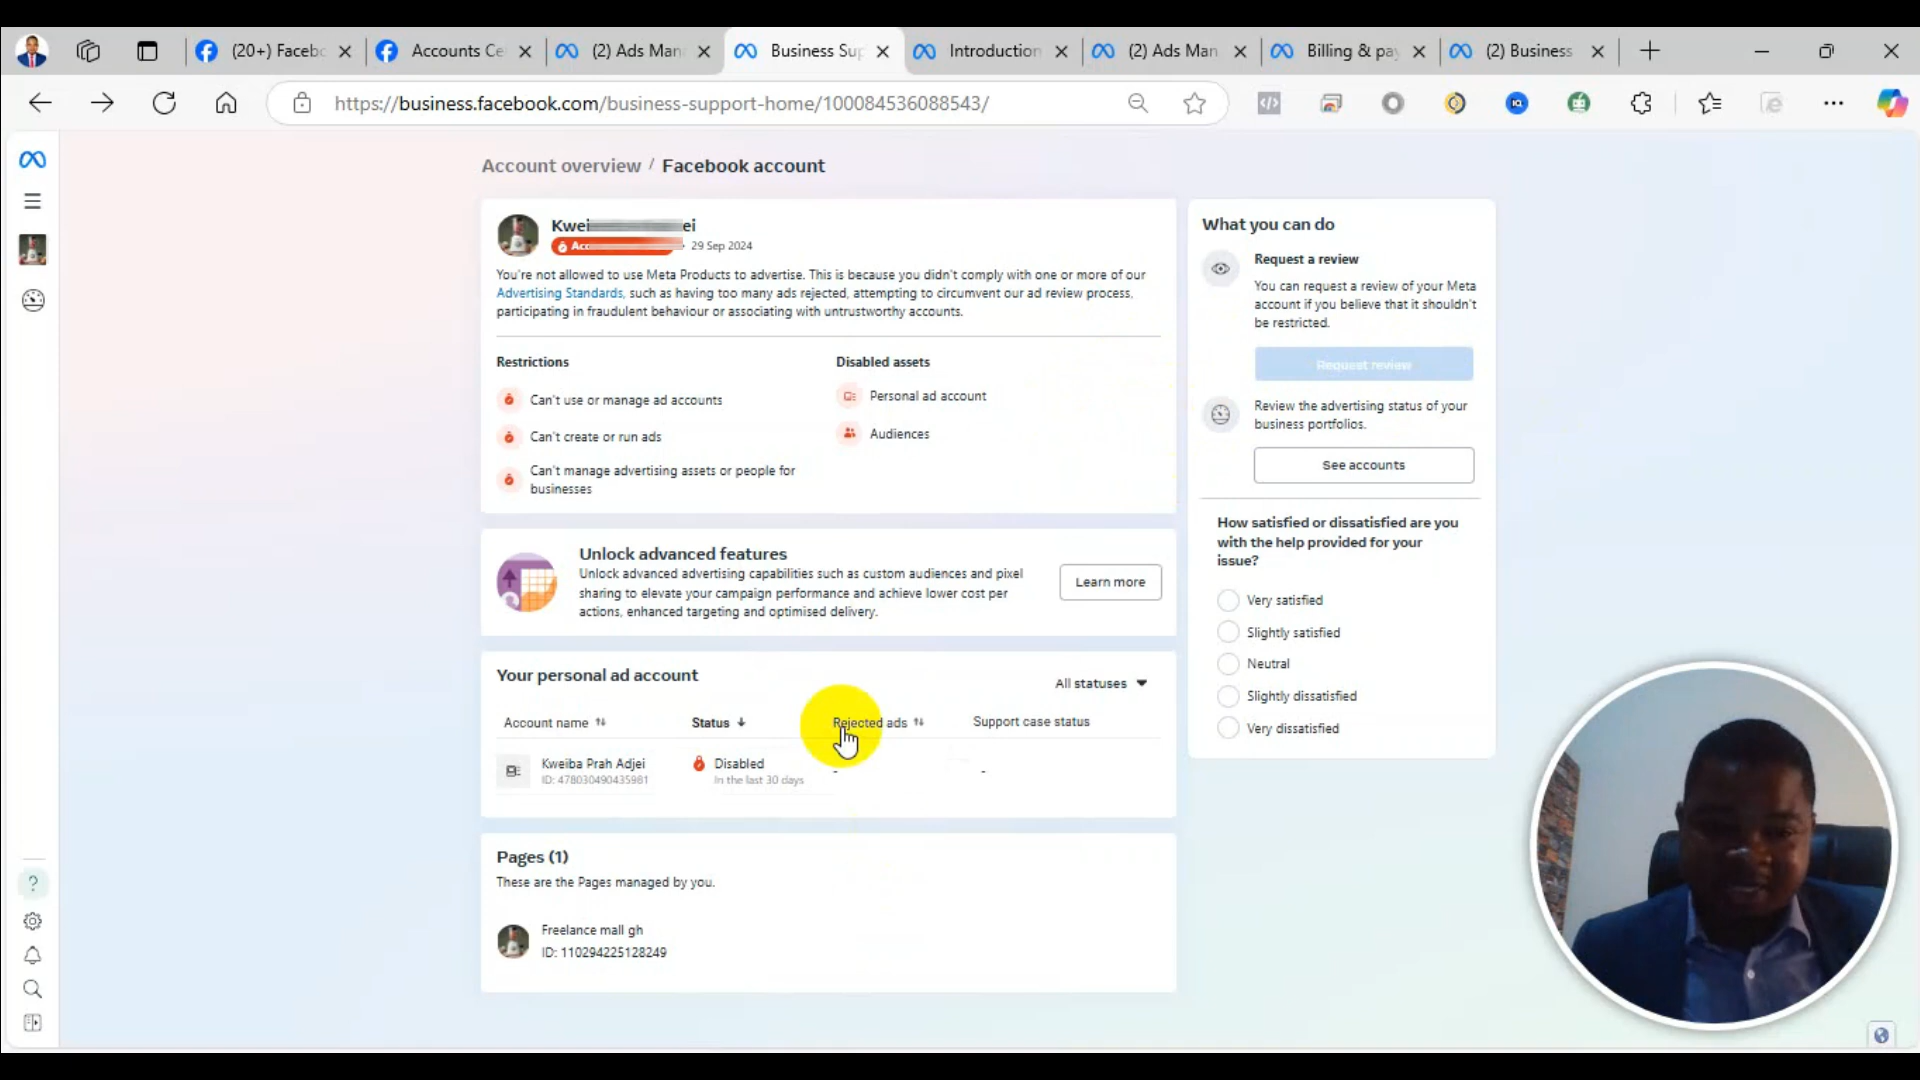 (20+) Facebo
Accounts Ce
(2) Ads Man
Business Sup
Introduction
(2) Ads Man
Billing & pay
(2) Business
https://business.facebook.com/business-support-home/100084536088543/
Account overview / Facebook account
Kwei ei
Acc 29 Sep 2024
You're not allowed to use Meta Products to advertise. This is because you didn't comply with one or more of our
Advertising Standards, such as having too many ads rejected, attempting to circumvent our ad review process,
participating in fraudulent behaviour or associating with untrustworthy accounts.
Restrictions
Can't use or manage ad accounts
Can't create or run ads
Can't manage advertising assets or people for
businesses
Disabled assets
Personal ad account
Audiences
Unlock advanced features
Unlock advanced advertising capabilities such as custom audiences and pixel
sharing to elevate your campaign performance and achieve lower cost per
actions, enhanced targeting and optimised delivery.
Learn more
Your personal ad account
All statuses
Account name Status Rejected ads Support case status
Kweiba Prah Adjei Disabled - -
ID: 478030490435981 In the last 30 days
Pages (1)
These are the Pages managed by you.
Freelance mall gh
ID: 110294225128249
What you can do
Request a review
You can request a review of your Meta
account if you believe that it shouldn't
be restricted.
Request review
Review the advertising status of your
business portfolios.
See accounts
How satisfied or dissatisfied are you
with the help provided for your
issue?
Very satisfied
Slightly satisfied
Neutral
Slightly dissatisfied
Very dissatisfied